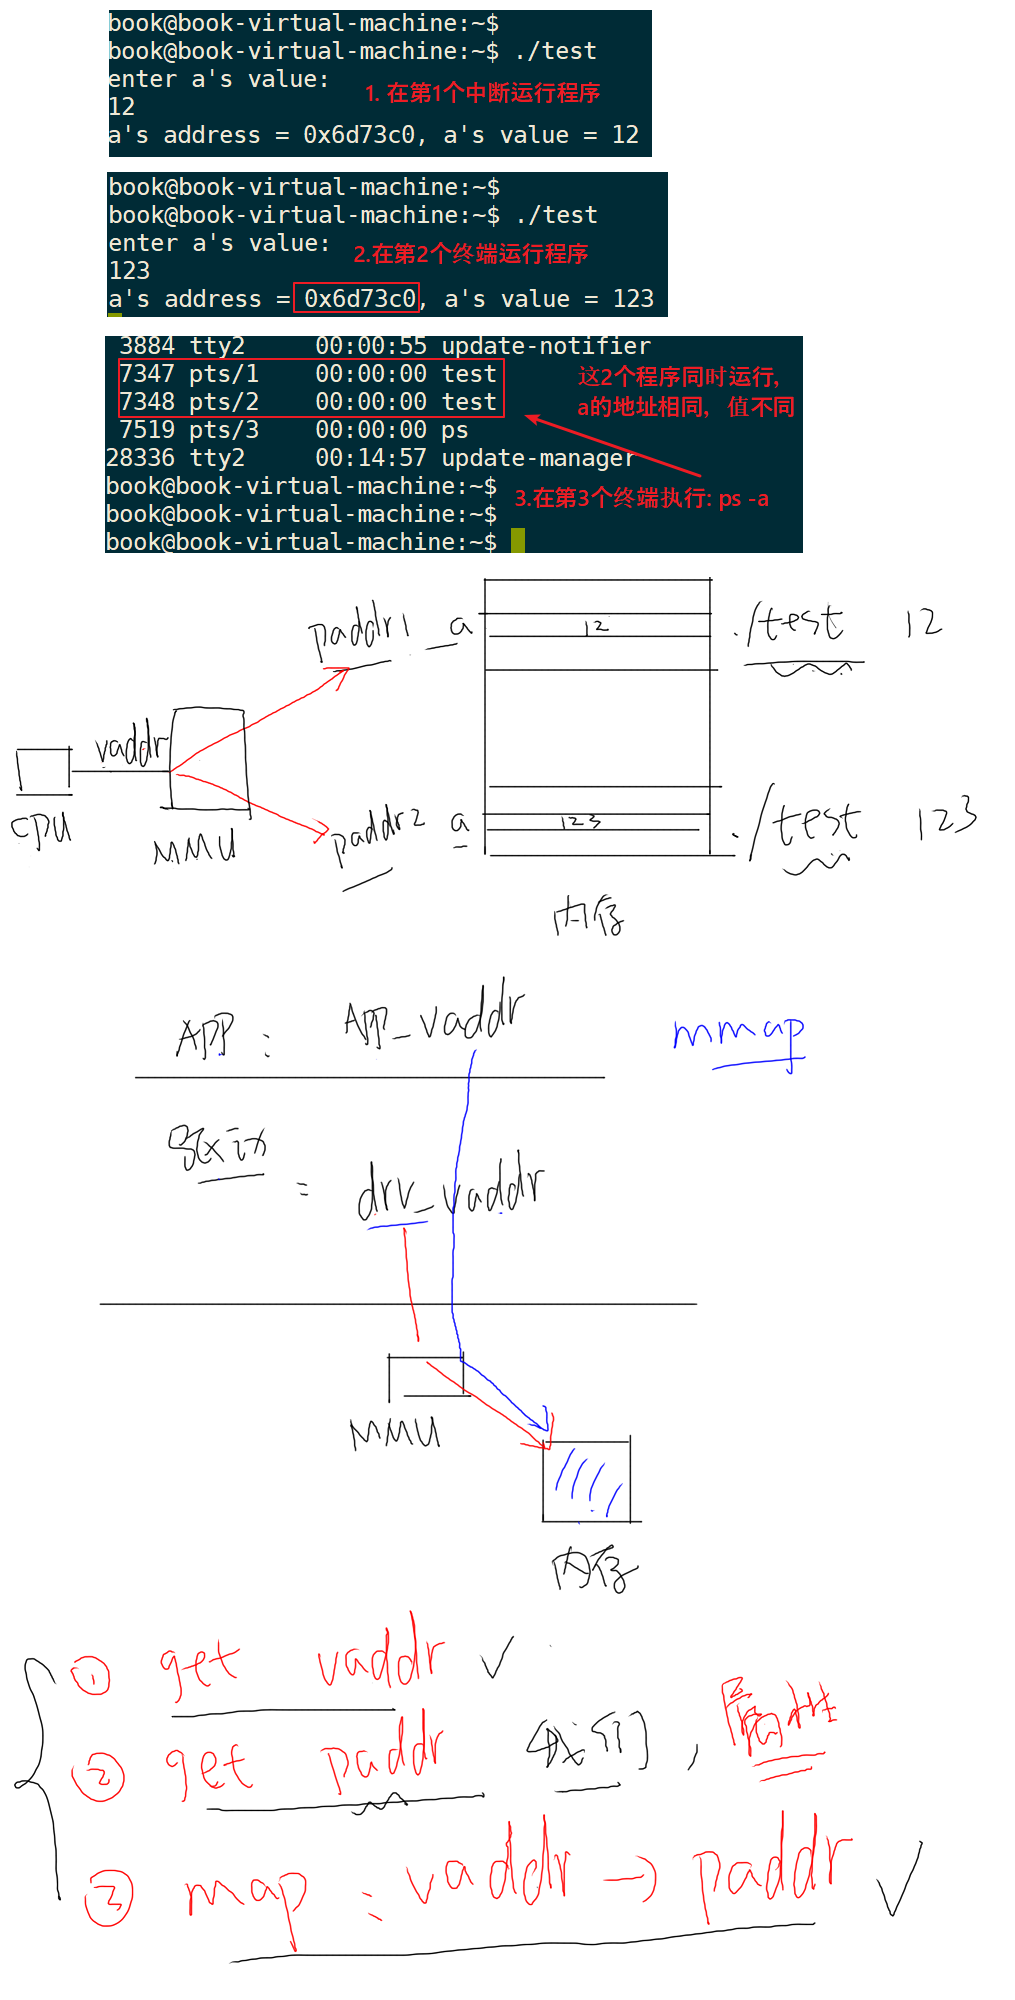 book@book-virtual-machine:~$
book@book-virtual-machine:~$ ./test
enter a's value:
1. 在第1个中断运行程序
12
a's address = 0x6d73c0, a's value = 12
book@book-virtual-machine:~$
book@book-virtual-machine:~$ ./test
enter a's value:
2.在第2个终端运行程序
123
a's address = 0x6d73c0, a's value = 123
3884 tty2 00:00:55 update-notifier
7347 pts/1 00:00:00 test
7348 pts/2 00:00:00 test
7519 pts/3 00:00:00 ps
28336 tty2 00:14:57 update-manager
book@book-virtual-machine:~$
book@book-virtual-machine:~$
book@book-virtual-machine:~$
这2个程序同时运行,
a的地址相同, 值不同
3.在第3个终端执行: ps -a
paddr1 a 12 ./test 12
vaddr
CPU
MMU
paddr2 a 123 ./test 123
内存
APP: APP_vaddr mmap
驱动: drv_vaddr
MMU
内存
① get vaddr ✓
② get paddr 我们, 属性
③ map: vaddr → paddr ✓